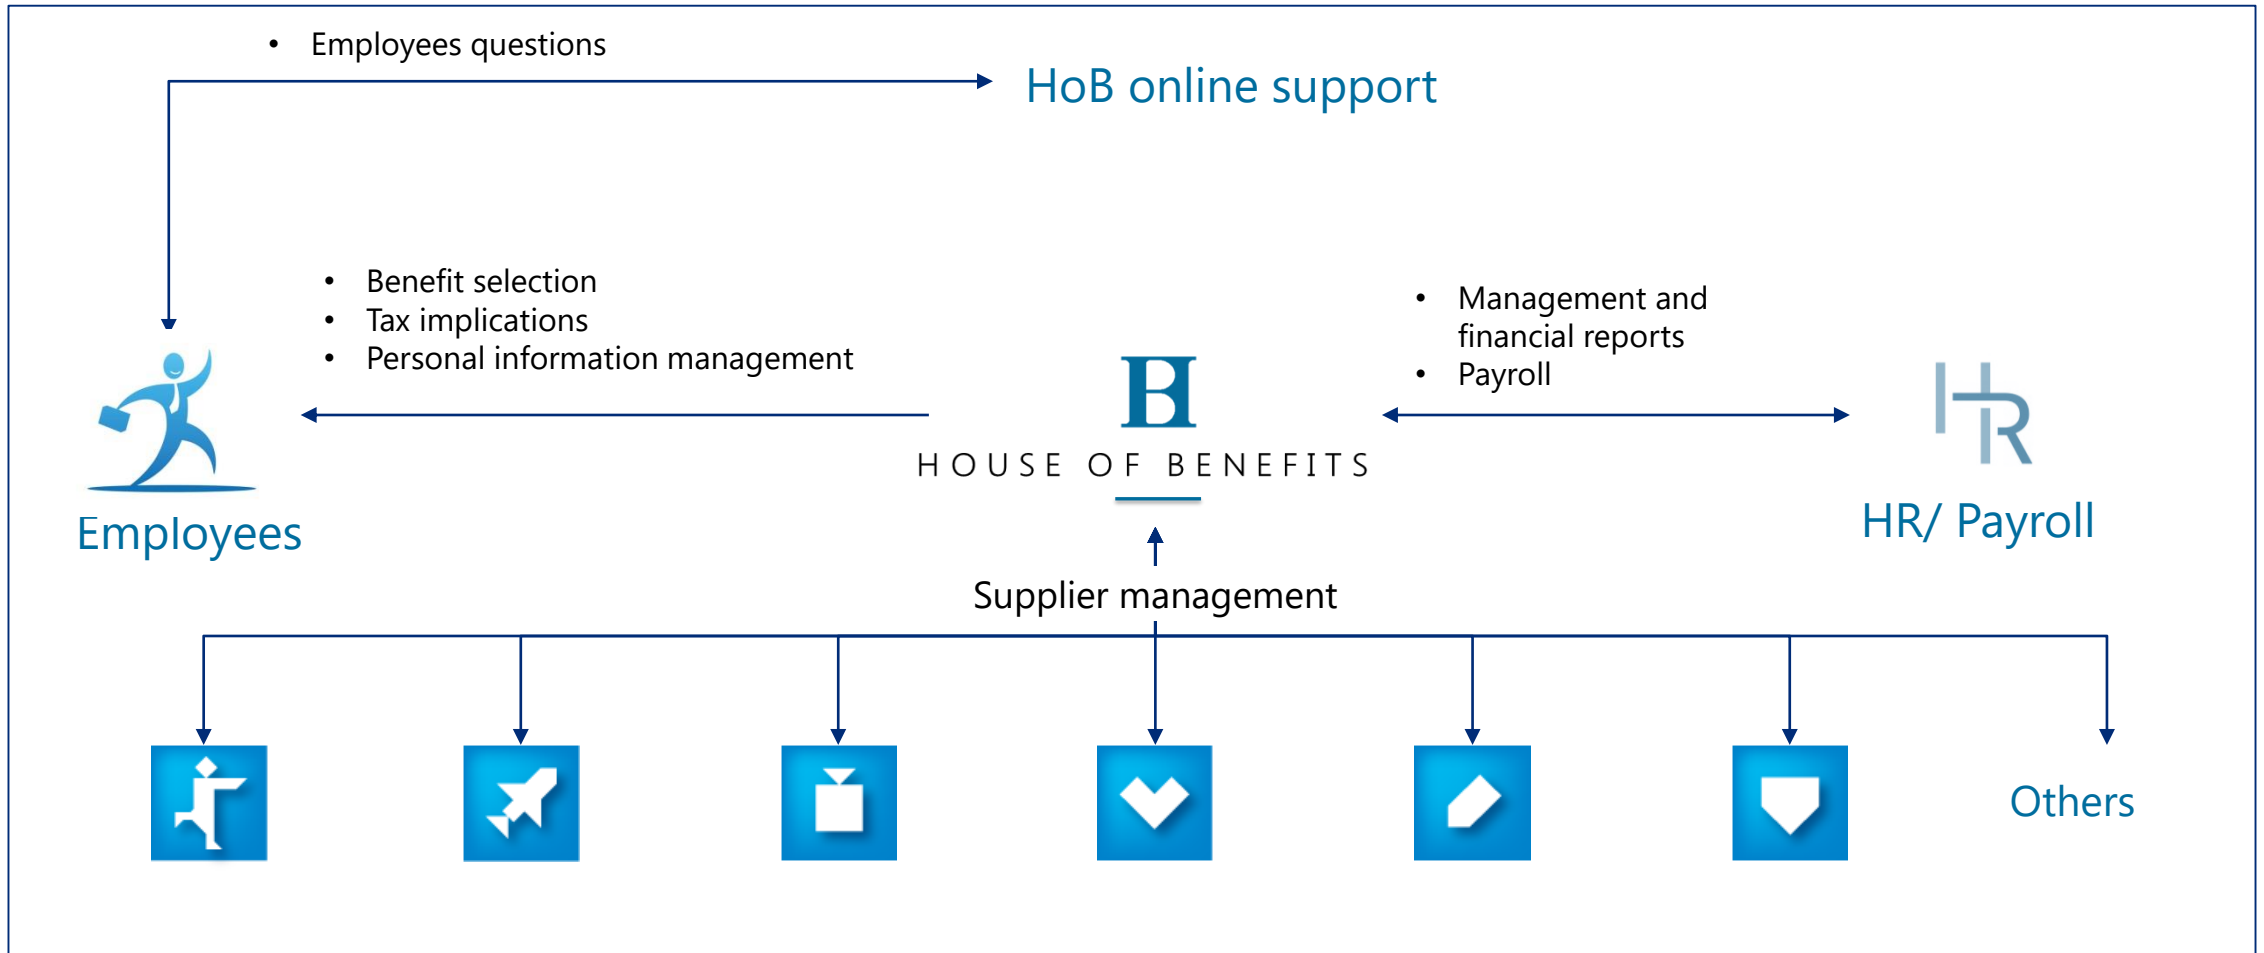 • Employees questions
HoB online support
• Benefit selection
• Tax implications
• Personal information management
• Management and
financial reports
• Payroll
HOUSE OF BENEFITS
HR
Employees
HR/ Payroll
Supplier management
Others